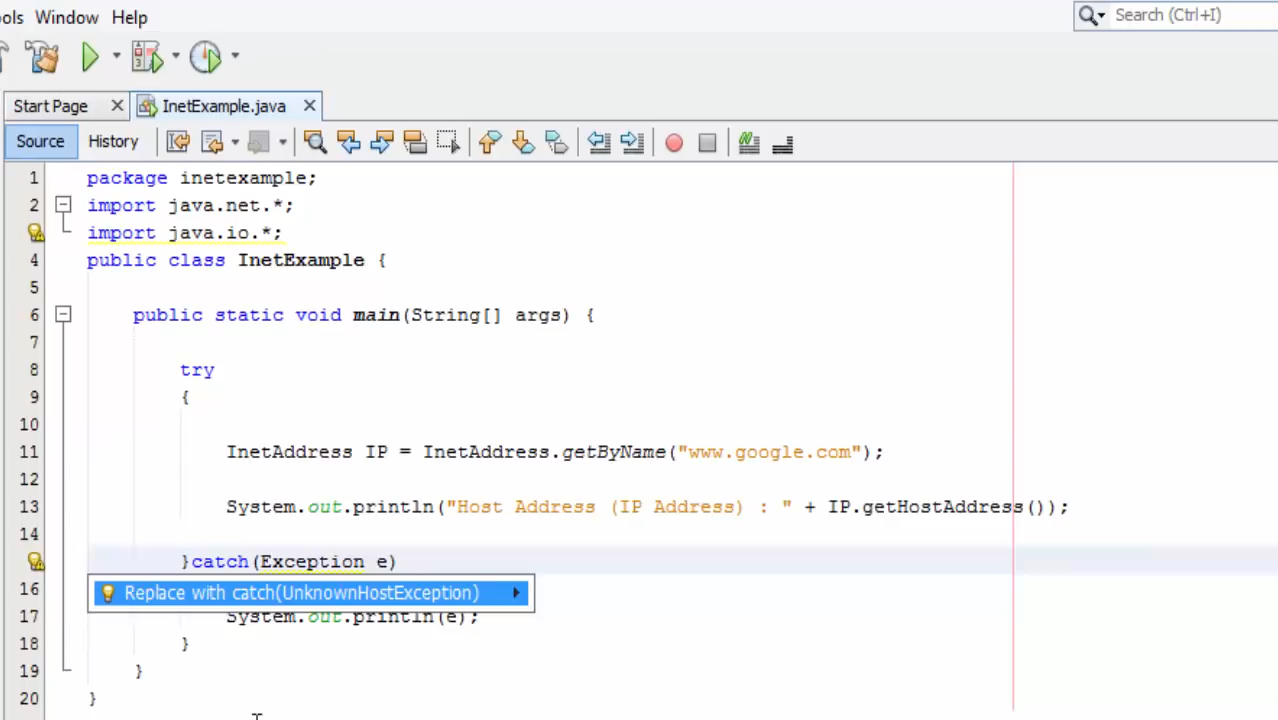 ols Window Help
Search (Ctrl+I)
Start Page
InetExample.java
Source History
1 package inetexample;
2 import java.net.*;
import java.io.*;
4 public class InetExample {
5
6 public static void main(String[] args) {
7
8 try
9 {
10
11 InetAddress IP = InetAddress.getByName("www.google.com");
12
13 System.out.println("Host Address (IP Address) : " + IP.getHostAddress());
14
}catch(Exception e)
16 Replace with catch(UnknownHostException)
17 System.out.println(e);
18 }
19 }
20 }